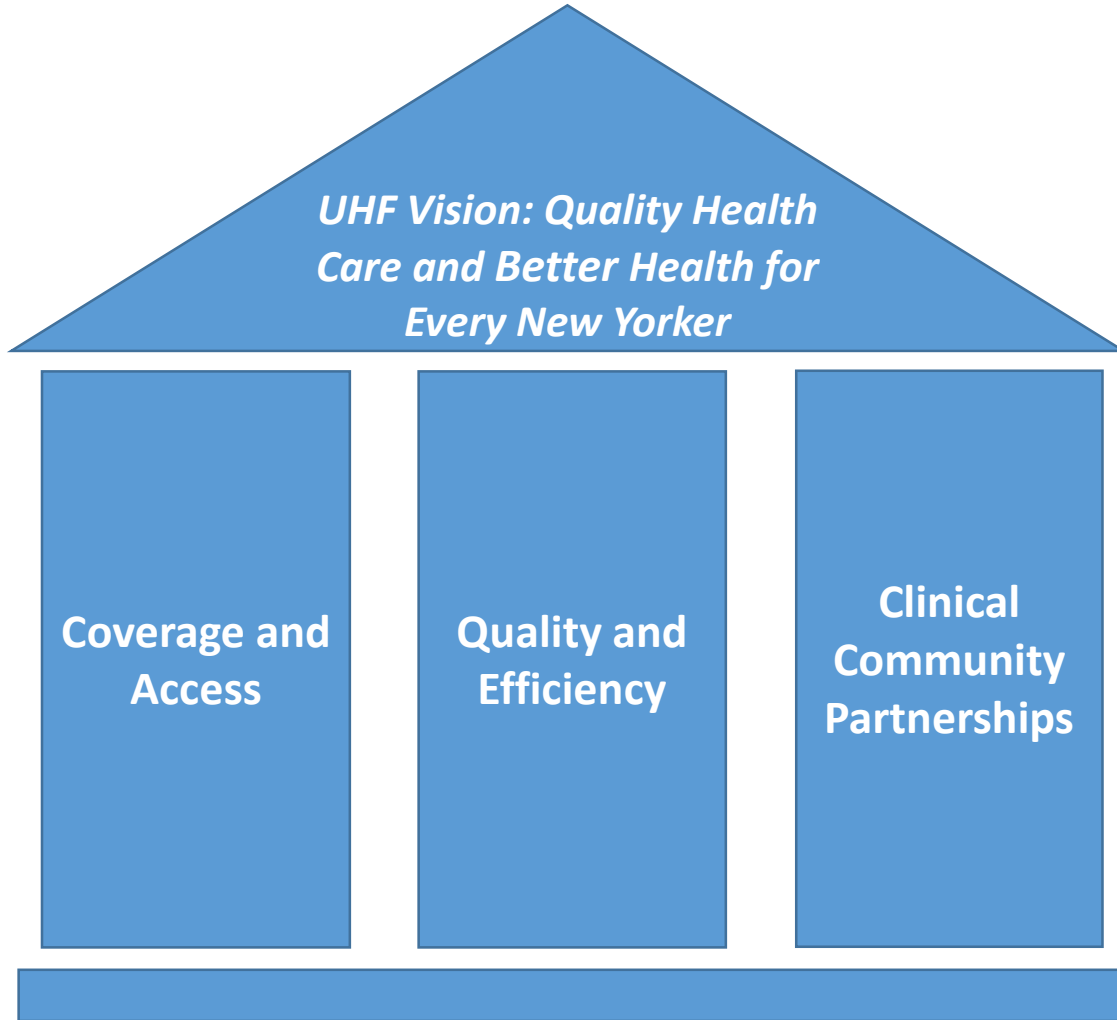 UHF Vision: Quality Health
Care and Better Health for
Every New Yorker
Coverage and
Access
Quality and
Efficiency
Clinical
Community
Partnerships